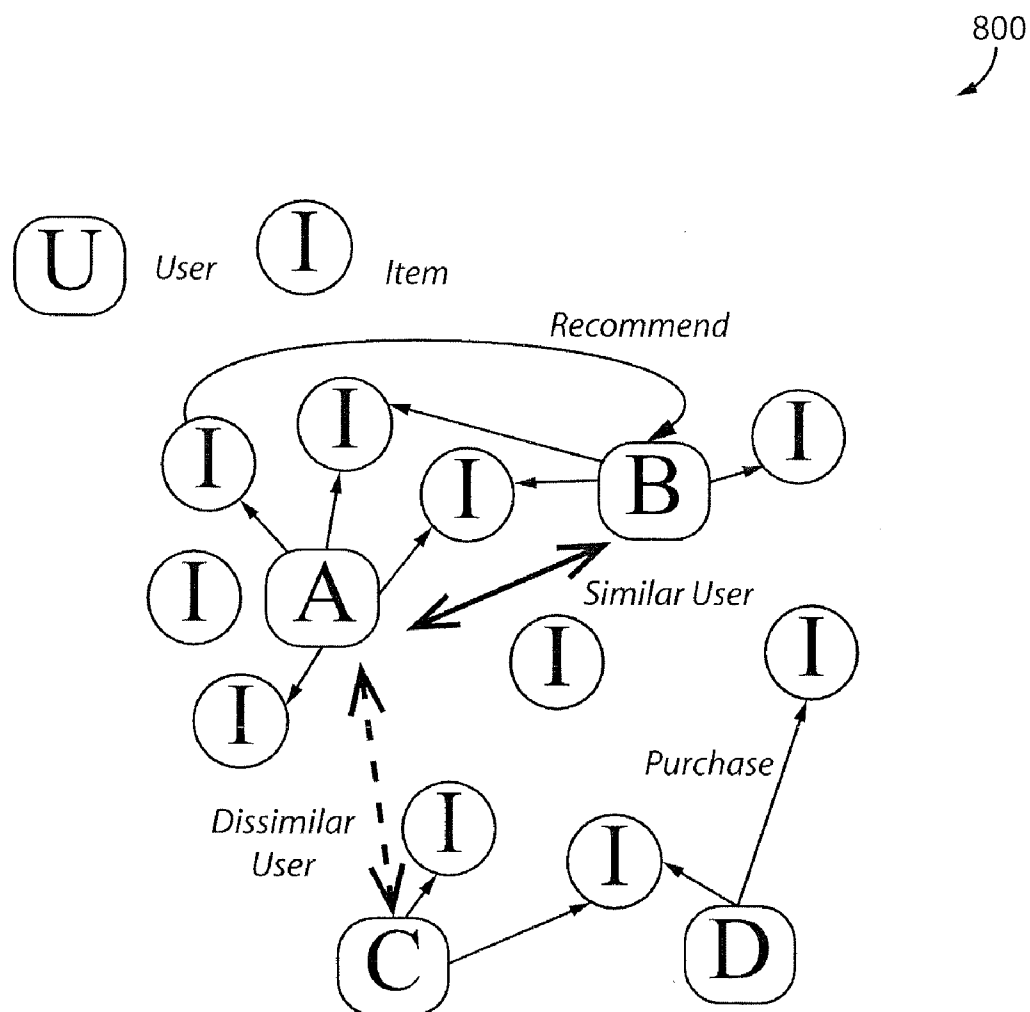 800
U User I Item
Recommend
I I I
I B
I A
Similar User
I I
I
Purchase
Dissimilar
User
I I
C D